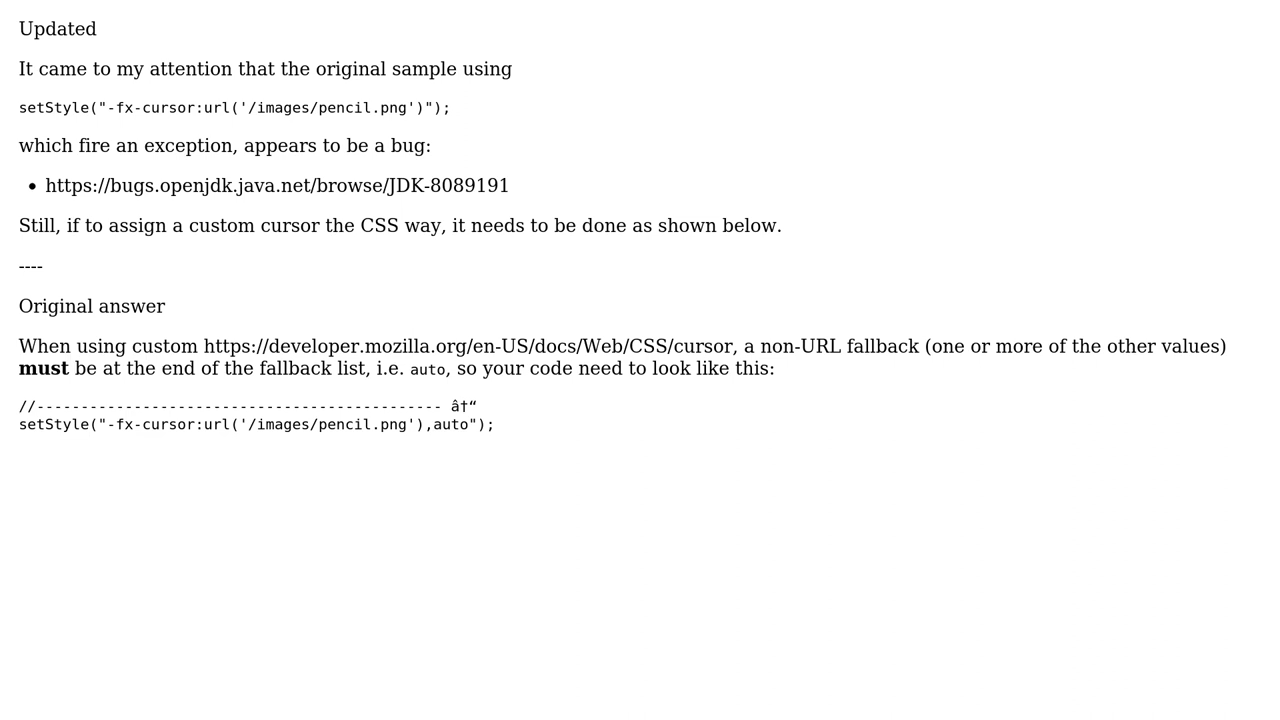 Updated
It came to my attention that the original sample using
setStyle("-fx-cursor:url('/images/pencil.png')");
which fire an exception, appears to be a bug:
• https://bugs.openjdk.java.net/browse/JDK-8089191
Still, if to assign a custom cursor the CSS way, it needs to be done as shown below.
----
Original answer
When using custom https://developer.mozilla.org/en-US/docs/Web/CSS/cursor, a non-URL fallback (one or more of the other values)
must be at the end of the fallback list, i.e. auto, so your code need to look like this:
//---------------------------------------------- â†“
setStyle("-fx-cursor:url('/images/pencil.png'),auto");